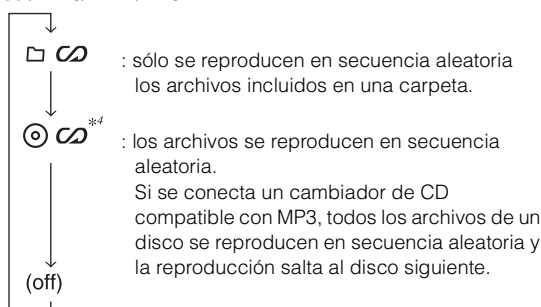 : sólo se reproducen en secuencia aleatoria
los archivos incluidos en una carpeta.
*4
: los archivos se reproducen en secuencia
aleatoria.
Si se conecta un cambiador de CD
compatible con MP3, todos los archivos de un
disco se reproducen en secuencia aleatoria y
la reproducción salta al disco siguiente.
(off)